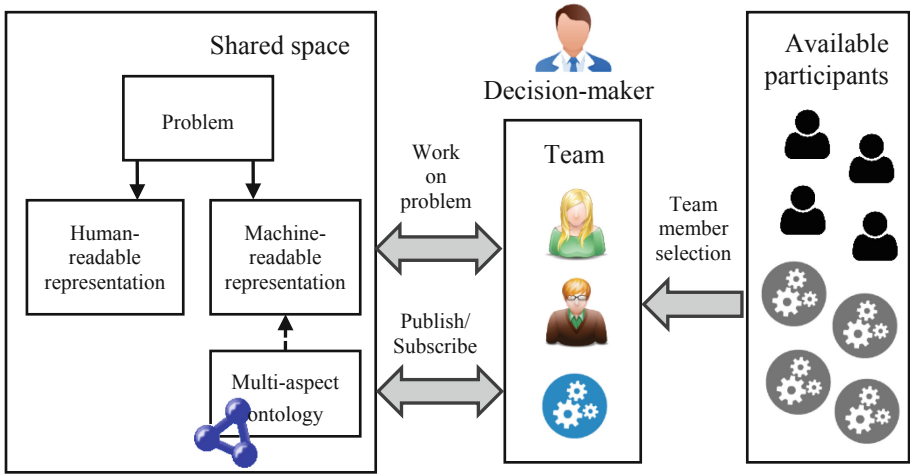 Shared space
Problem
Human-
readable
representation
Machine-
readable
representation
Multi-aspect
ontology
Work
on
problem
Publish/
Subscribe
Decision-maker
Team
Team
member
selection
Available
participants